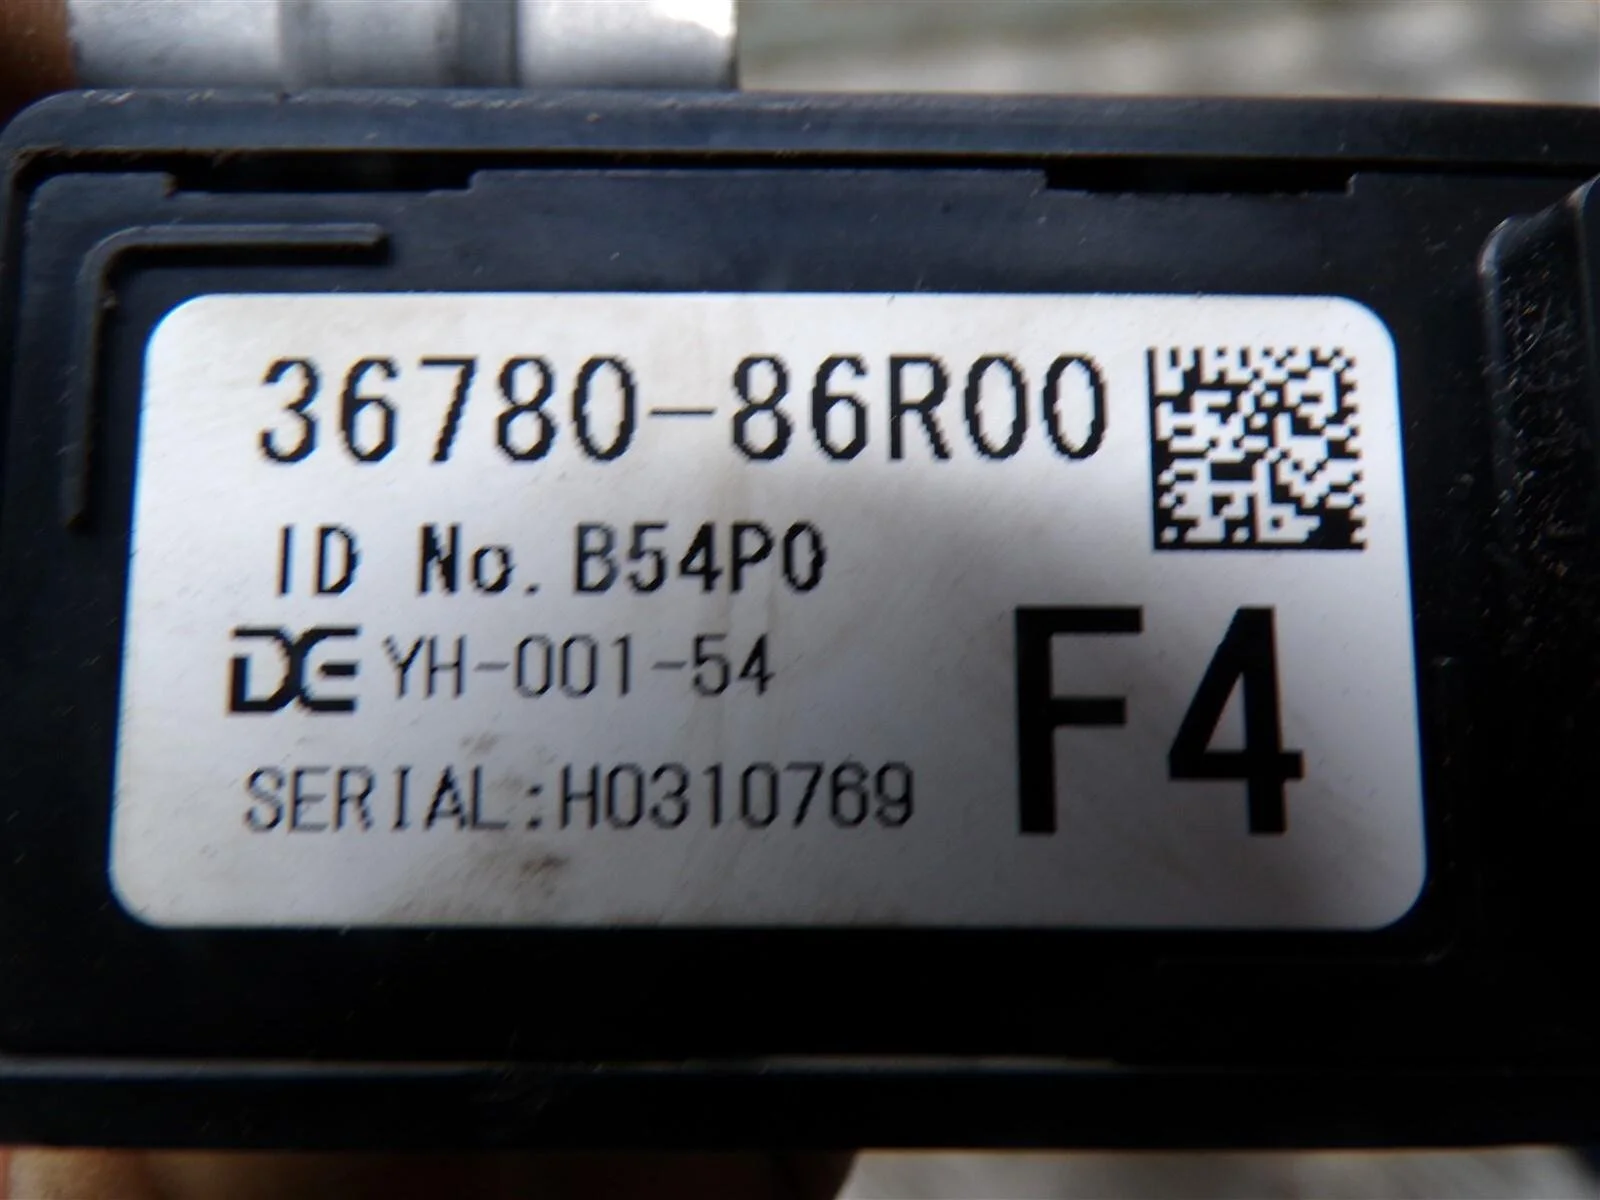 36780-86R00
ID No. B54P0
DE YH-001-54
SERIAL:H0310769
F4